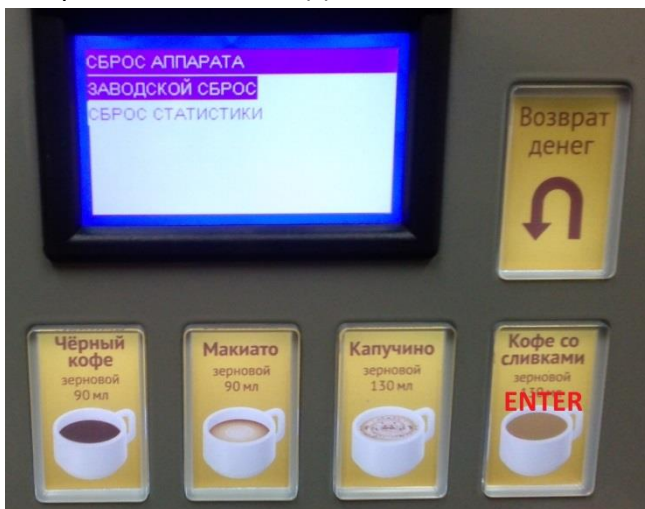 СБРОС АППАРАТА
ЗАВОДСКОЙ СБРОС
СБРОС СТАТИСТИКИ
Возврат
денег
Чёрный
кофе
зерновой
90 мл
Макиато
зерновой
90 мл
Капучино
зерновой
130 мл
Кофе со
сливками
зерновой
ENTER